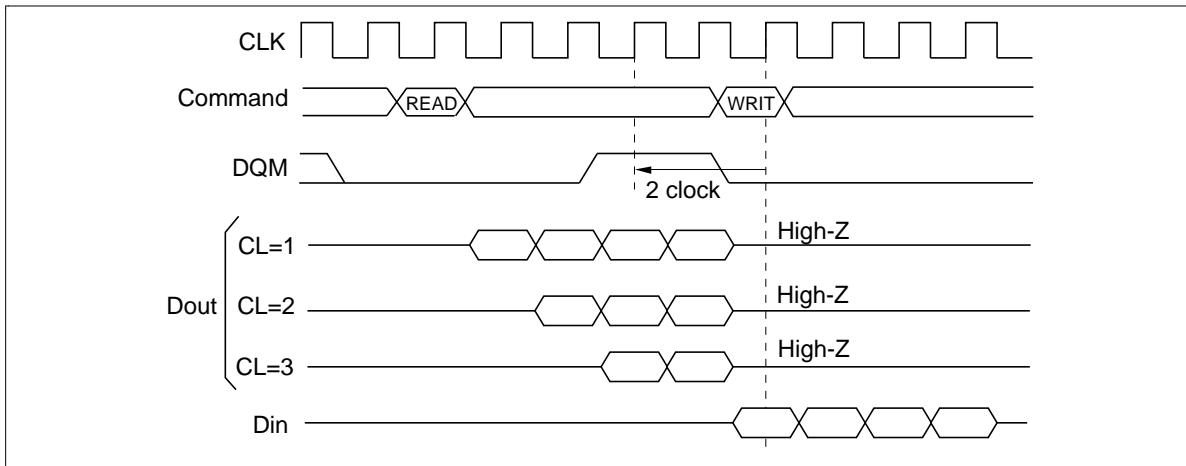 CLK
Command READ WRIT
DQM
2 clock
High-Z
CL=1
High-Z
Dout CL=2
High-Z
CL=3
Din